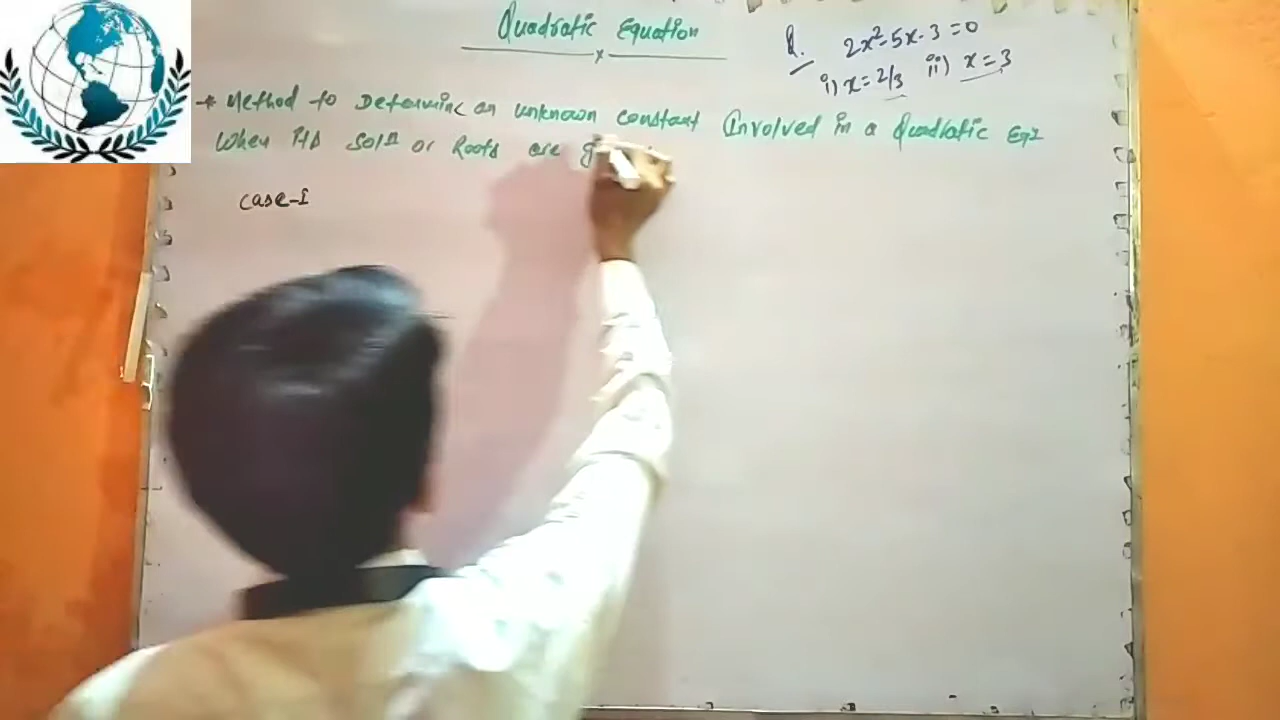 Quadratic Equation
Q. 2x²-5x-3=0
i) x=2/3 ii) x=3
* Method to Determine an unknown constant Involved in a Quadratic Eqn
When its Solⁿ or Roots are
case-I